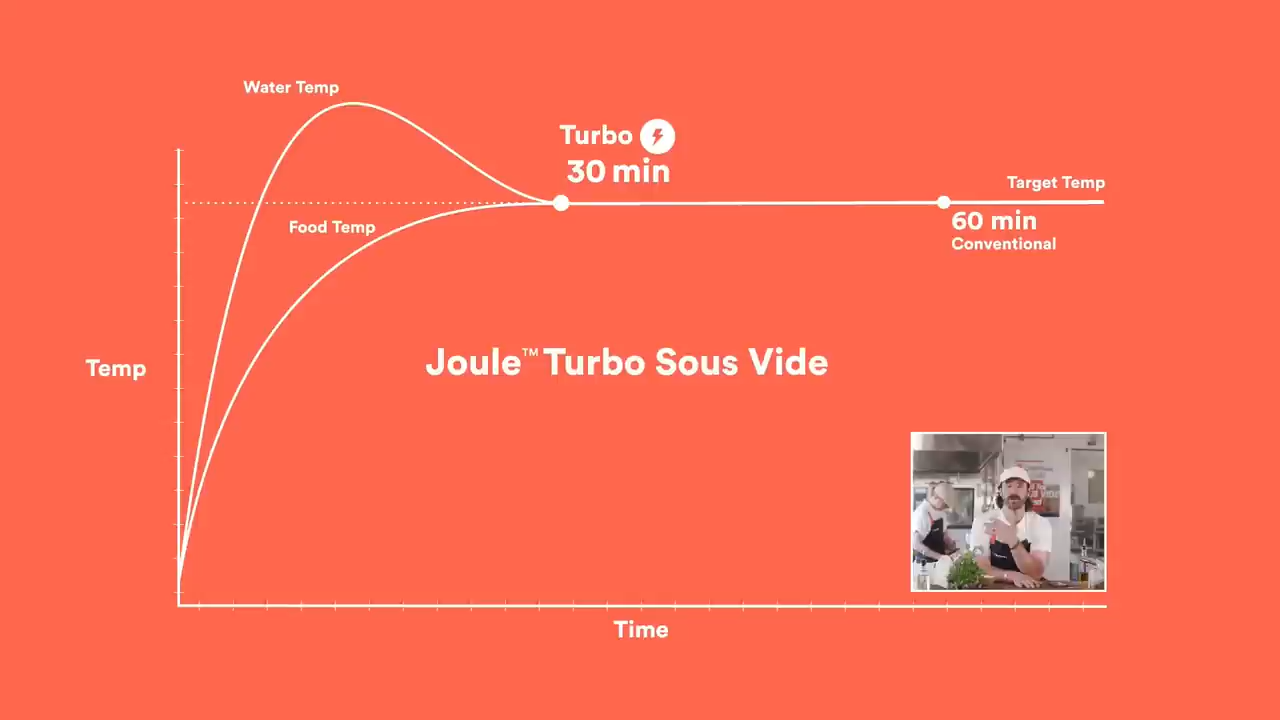 Water Temp
Turbo
30 min
Target Temp
60 min
Conventional
Food Temp
Joule™ Turbo Sous Vide
Temp
Time